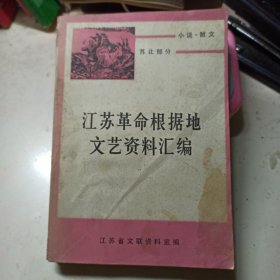 小说·散文
苏北部分
江苏革命根据地
文艺资料汇编
江苏省文联资料室编